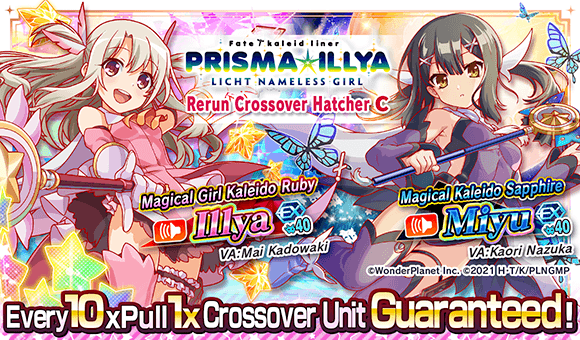 Fate/kaleid liner
PRISMA☆ILLYA
LICHT NAMELESS GIRL
Rerun Crossover Hatcher C
Magical Girl Kaleido Ruby
Illya
EX
40
VA:Mai Kadowaki
Magical Kaleido Sapphire
Miyu
EX
40
VA:Kaori Nazuka
©WonderPlanet Inc. ©2021 H・T/K/PLNGMP
Every 10xPull 1x Crossover Unit Guaranteed!